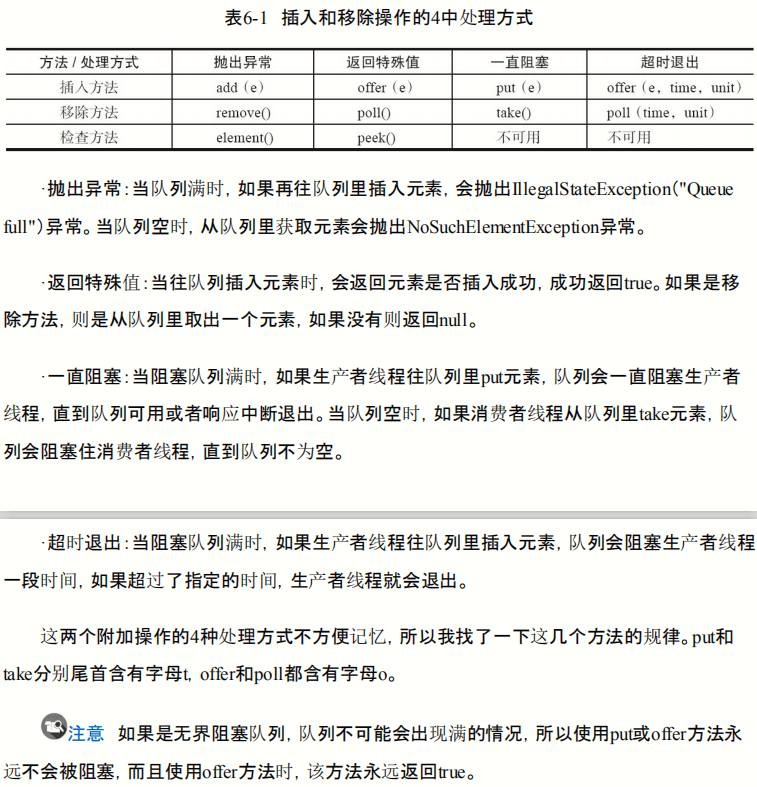 表6-1 插入和移除操作的4中处理方式
方法 / 处理方式 抛出异常 返回特殊值 一直阻塞 超时退出
插入方法 add（e） offer（e） put（e） offer（e，time，unit）
移除方法 remove() poll() take() poll（time，unit）
检查方法 element() peek() 不可用 不可用
·抛出异常：当队列满时，如果再往队列里插入元素，会抛出IllegalStateException（"Queue
full"）异常。当队列空时，从队列里获取元素会抛出NoSuchElementException异常。
·返回特殊值：当往队列插入元素时，会返回元素是否插入成功，成功返回true。如果是移
除方法，则是从队列里取出一个元素，如果没有则返回null。
·一直阻塞：当阻塞队列满时，如果生产者线程往队列里put元素，队列会一直阻塞生产者
线程，直到队列可用或者响应中断退出。当队列空时，如果消费者线程从队列里take元素，队
列会阻塞住消费者线程，直到队列不为空。
·超时退出：当阻塞队列满时，如果生产者线程往队列里插入元素，队列会阻塞生产者线程
一段时间，如果超过了指定的时间，生产者线程就会退出。
这两个附加操作的4种处理方式不方便记忆，所以我找了一下这几个方法的规律。put和
take分别尾首含有字母t，offer和poll都含有字母o。
注意 如果是无界阻塞队列，队列不可能会出现满的情况，所以使用put或offer方法永
远不会被阻塞，而且使用offer方法时，该方法永远返回true。